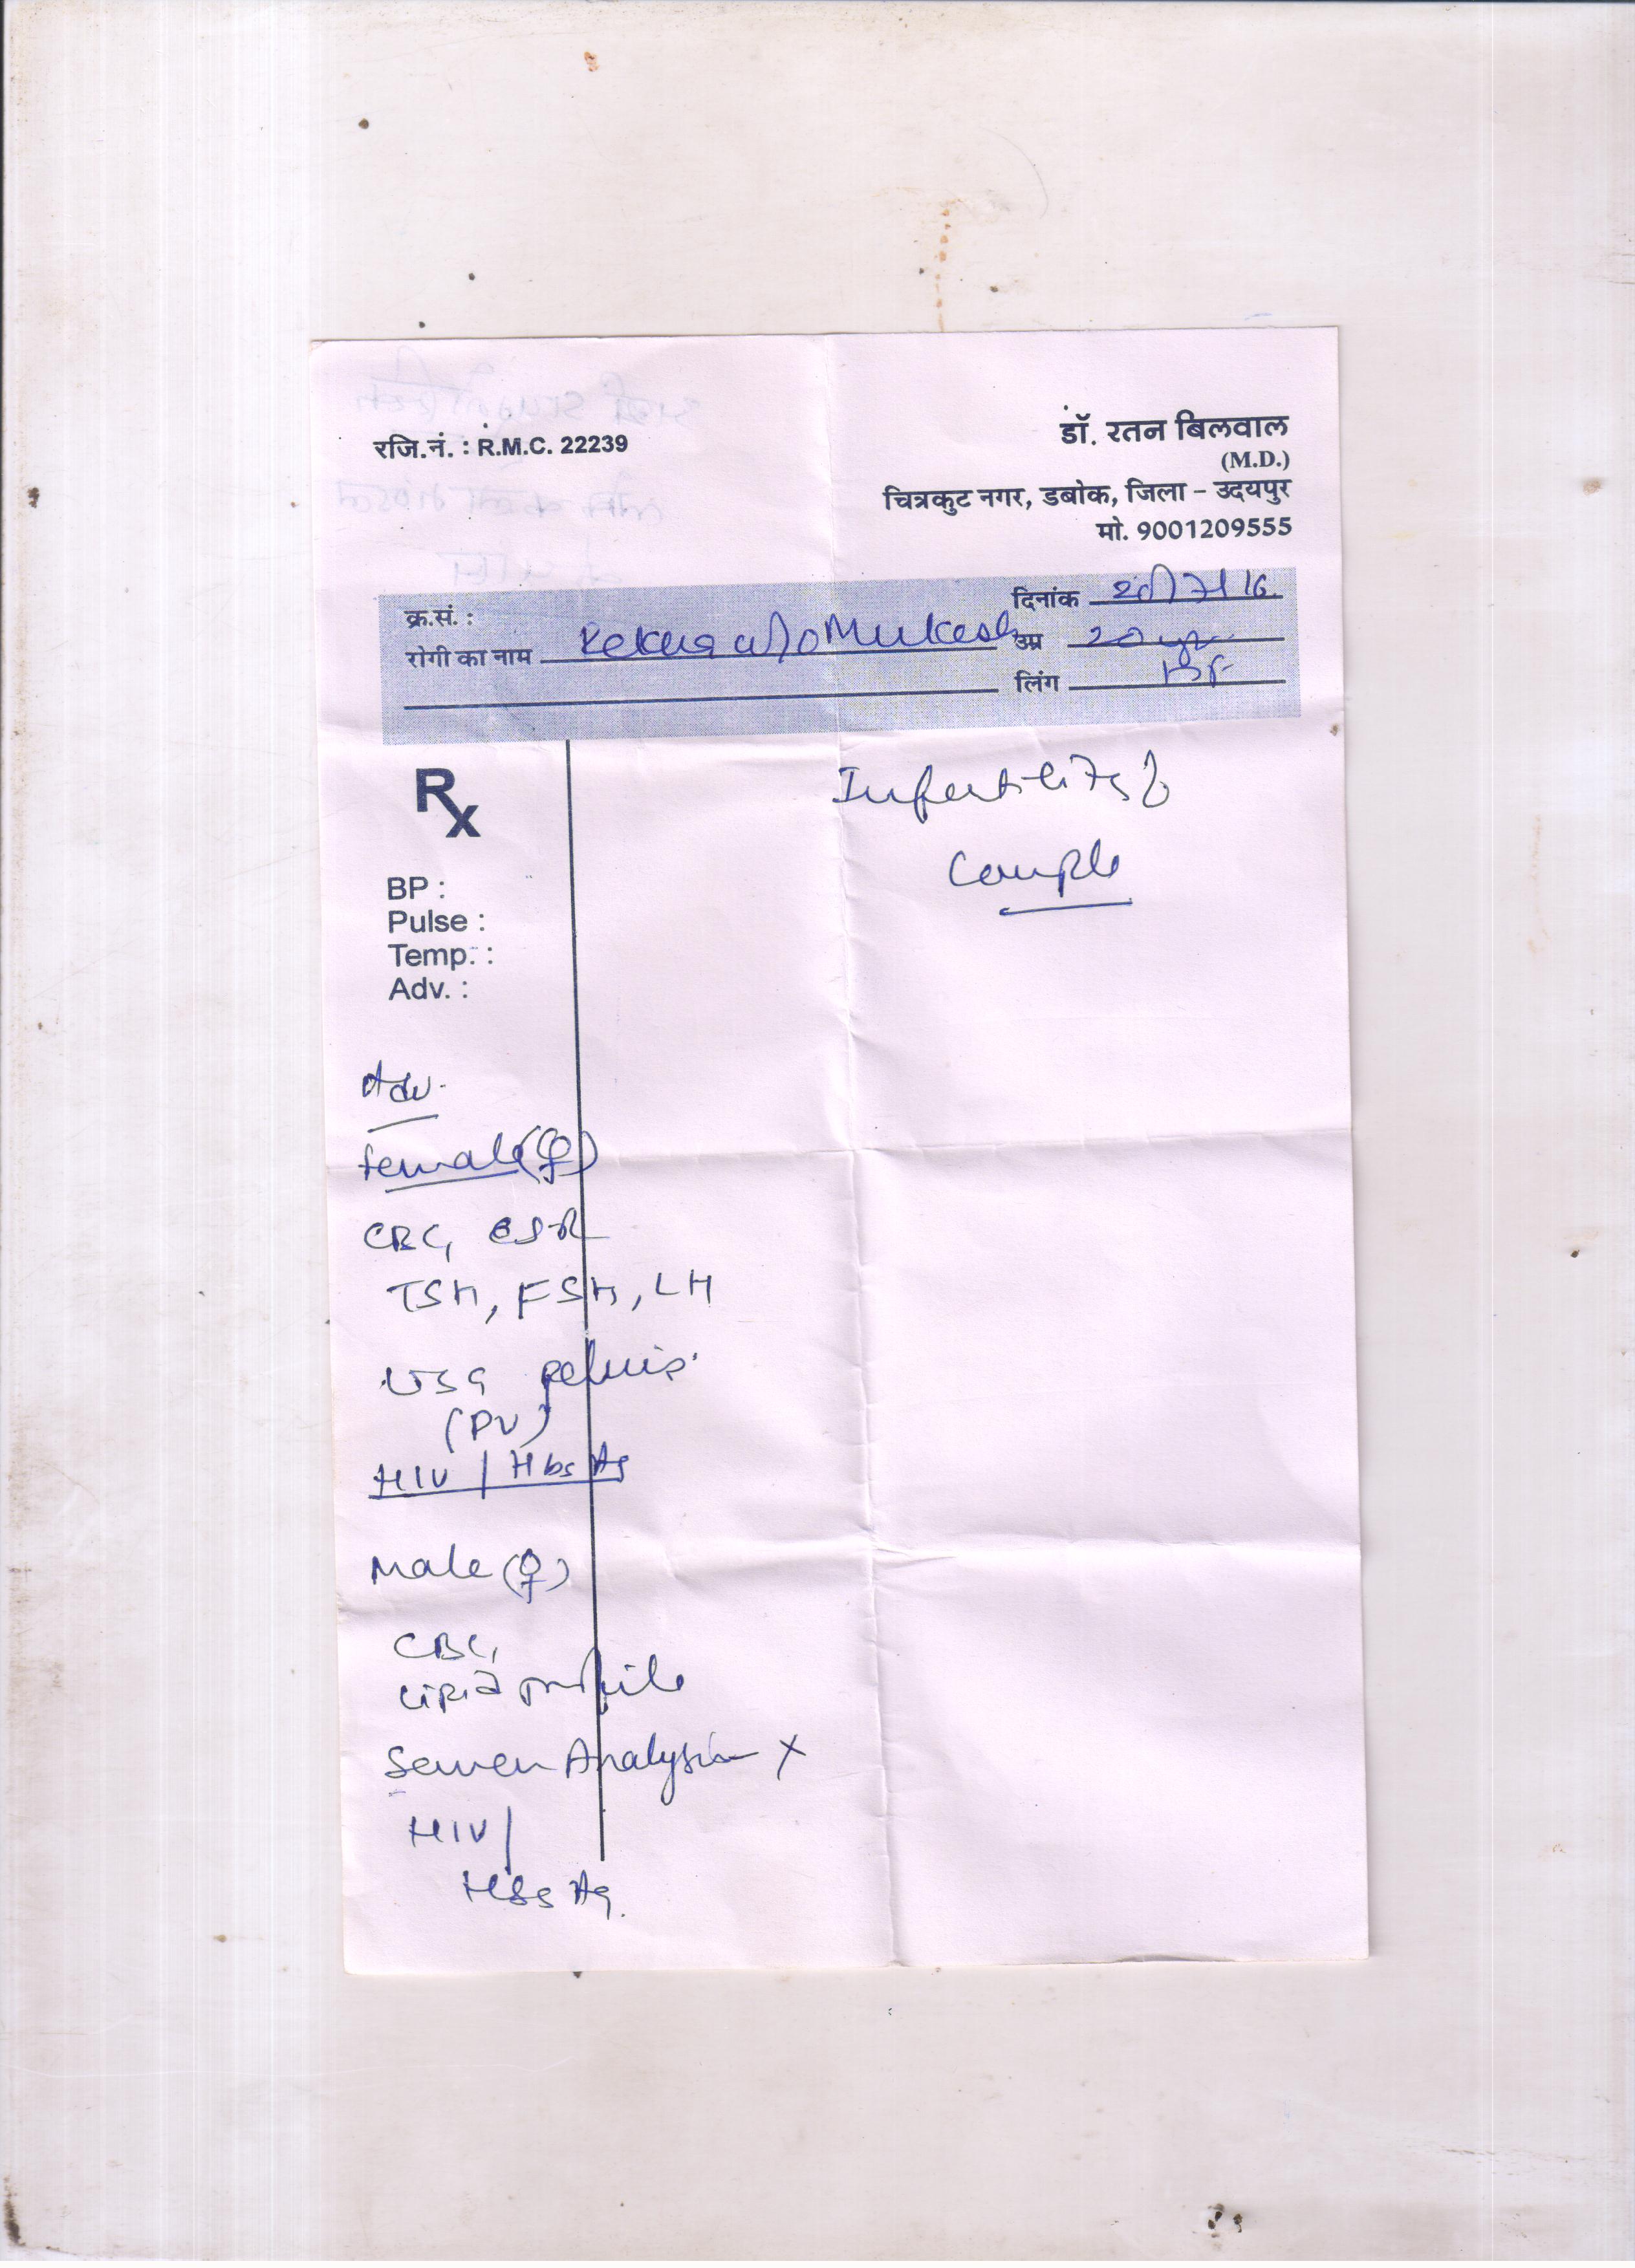 रजि.नं. : R.M.C. 22239
डॉ. रतन बिलवाल
(M.D.)
चित्रकुट नगर, डबोक, जिला - उदयपुर
मो. 9001209555
क्र.सं. :
दिनांक
रोगी का नाम Rekha w/o Mukesh
उम्र 20 yr
लिंग
Rx
Infertility
Couple
BP :
Pulse :
Temp. :
Adv. :
Adv.
Female (♀)
CBC, ESR
TSH, FSH, LH
USG pelvis
(PV)
HIV / HbsAg
Male (♀)
CBC,
Lipid profile
Semen Analysis X
HIV /
HBsAg.